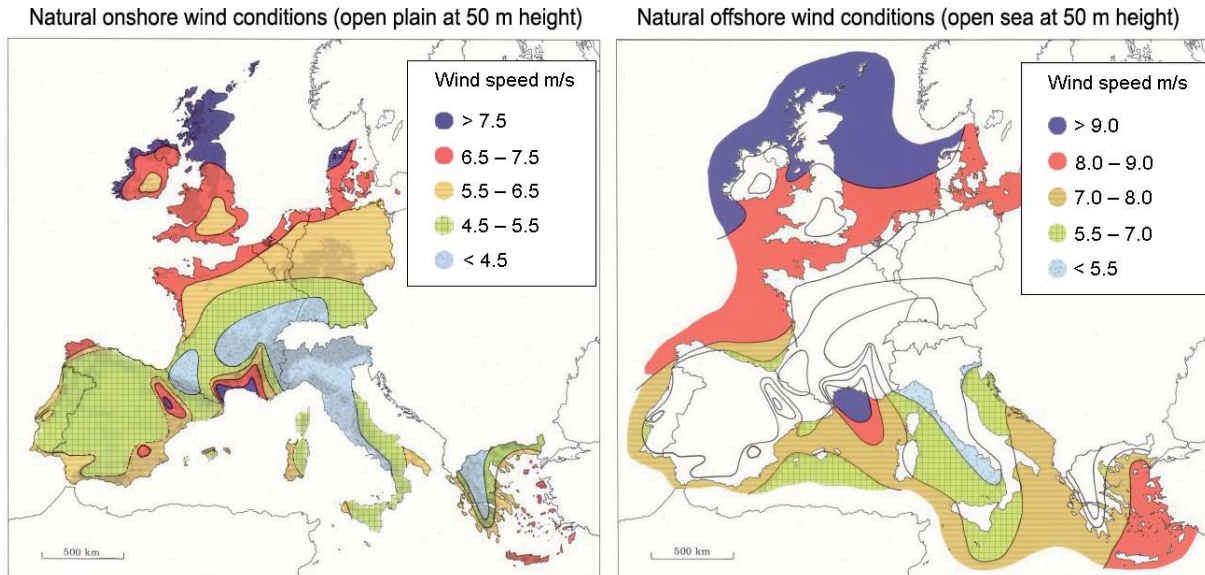 Natural onshore wind conditions (open plain at 50 m height)
Wind speed m/s
> 7.5
6.5 – 7.5
5.5 – 6.5
4.5 – 5.5
< 4.5
500 km
Natural offshore wind conditions (open sea at 50 m height)
Wind speed m/s
> 9.0
8.0 – 9.0
7.0 – 8.0
5.5 – 7.0
< 5.5
500 km